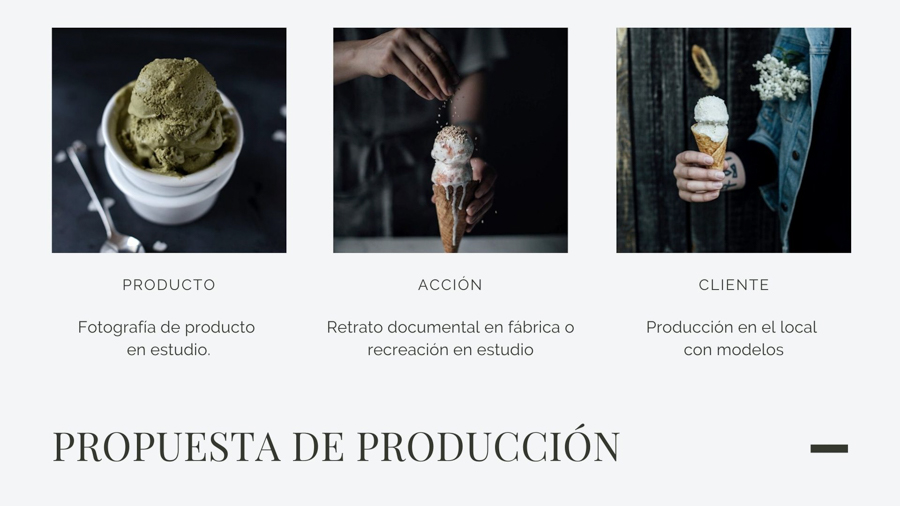 PRODUCTO
Fotografía de producto
en estudio.
ACCIÓN
Retrato documental en fábrica o
recreación en estudio
CLIENTE
Producción en el local
con modelos
PROPUESTA DE PRODUCCIÓN